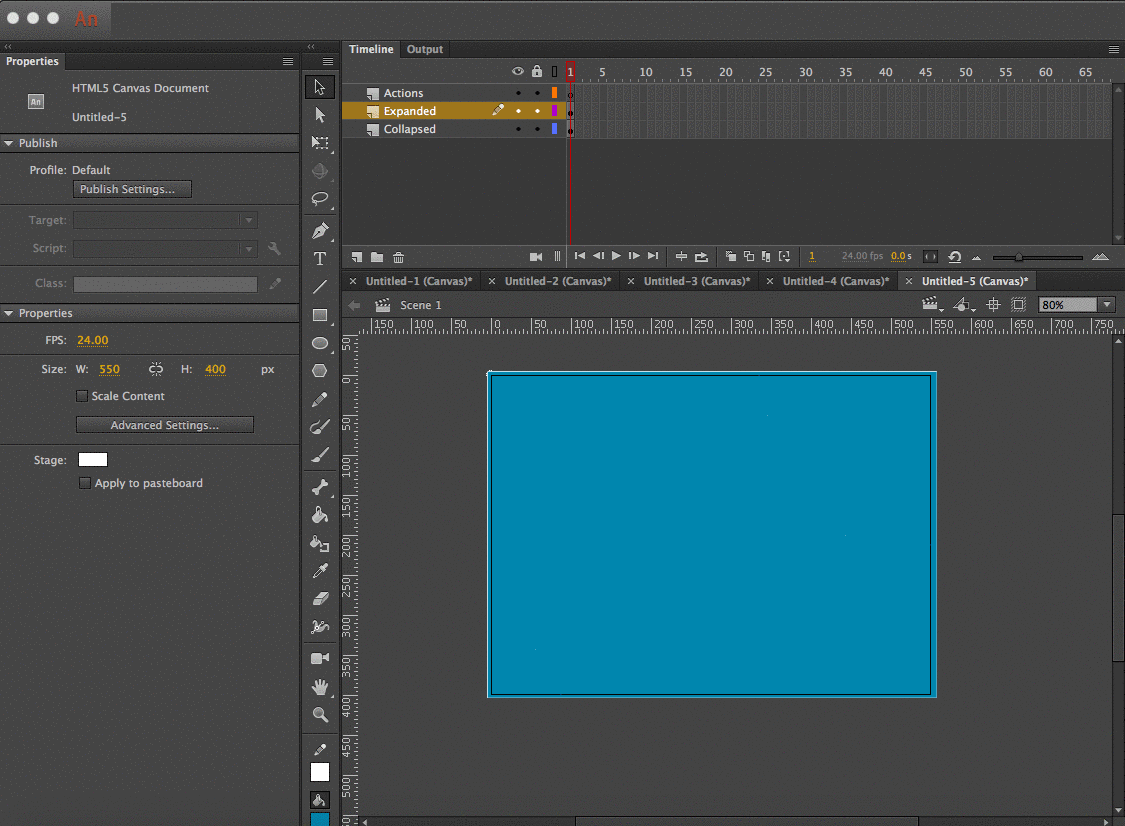 An
Properties
HTML5 Canvas Document
An
Untitled-5
Publish
Profile: Default
Publish Settings...
Target:
Script:
Class:
Properties
FPS: 24.00
Size: W: 550 H: 400 px
Scale Content
Advanced Settings...
Stage:
Apply to pasteboard
T
Timeline Output
1 5 10 15 20 25 30 35 40 45 50 55 60 65
Actions
Expanded
Collapsed
1 24.00 fps 0.0 s
Untitled-1 (Canvas)* Untitled-2 (Canvas)* Untitled-3 (Canvas)* Untitled-4 (Canvas)* Untitled-5 (Canvas)*
Scene 1 80%
150 100 50 0 50 100 150 200 250 300 350 400 450 500 550 600 650 700 750
50
0
50
100
150
200
250
300
350
400
450
500